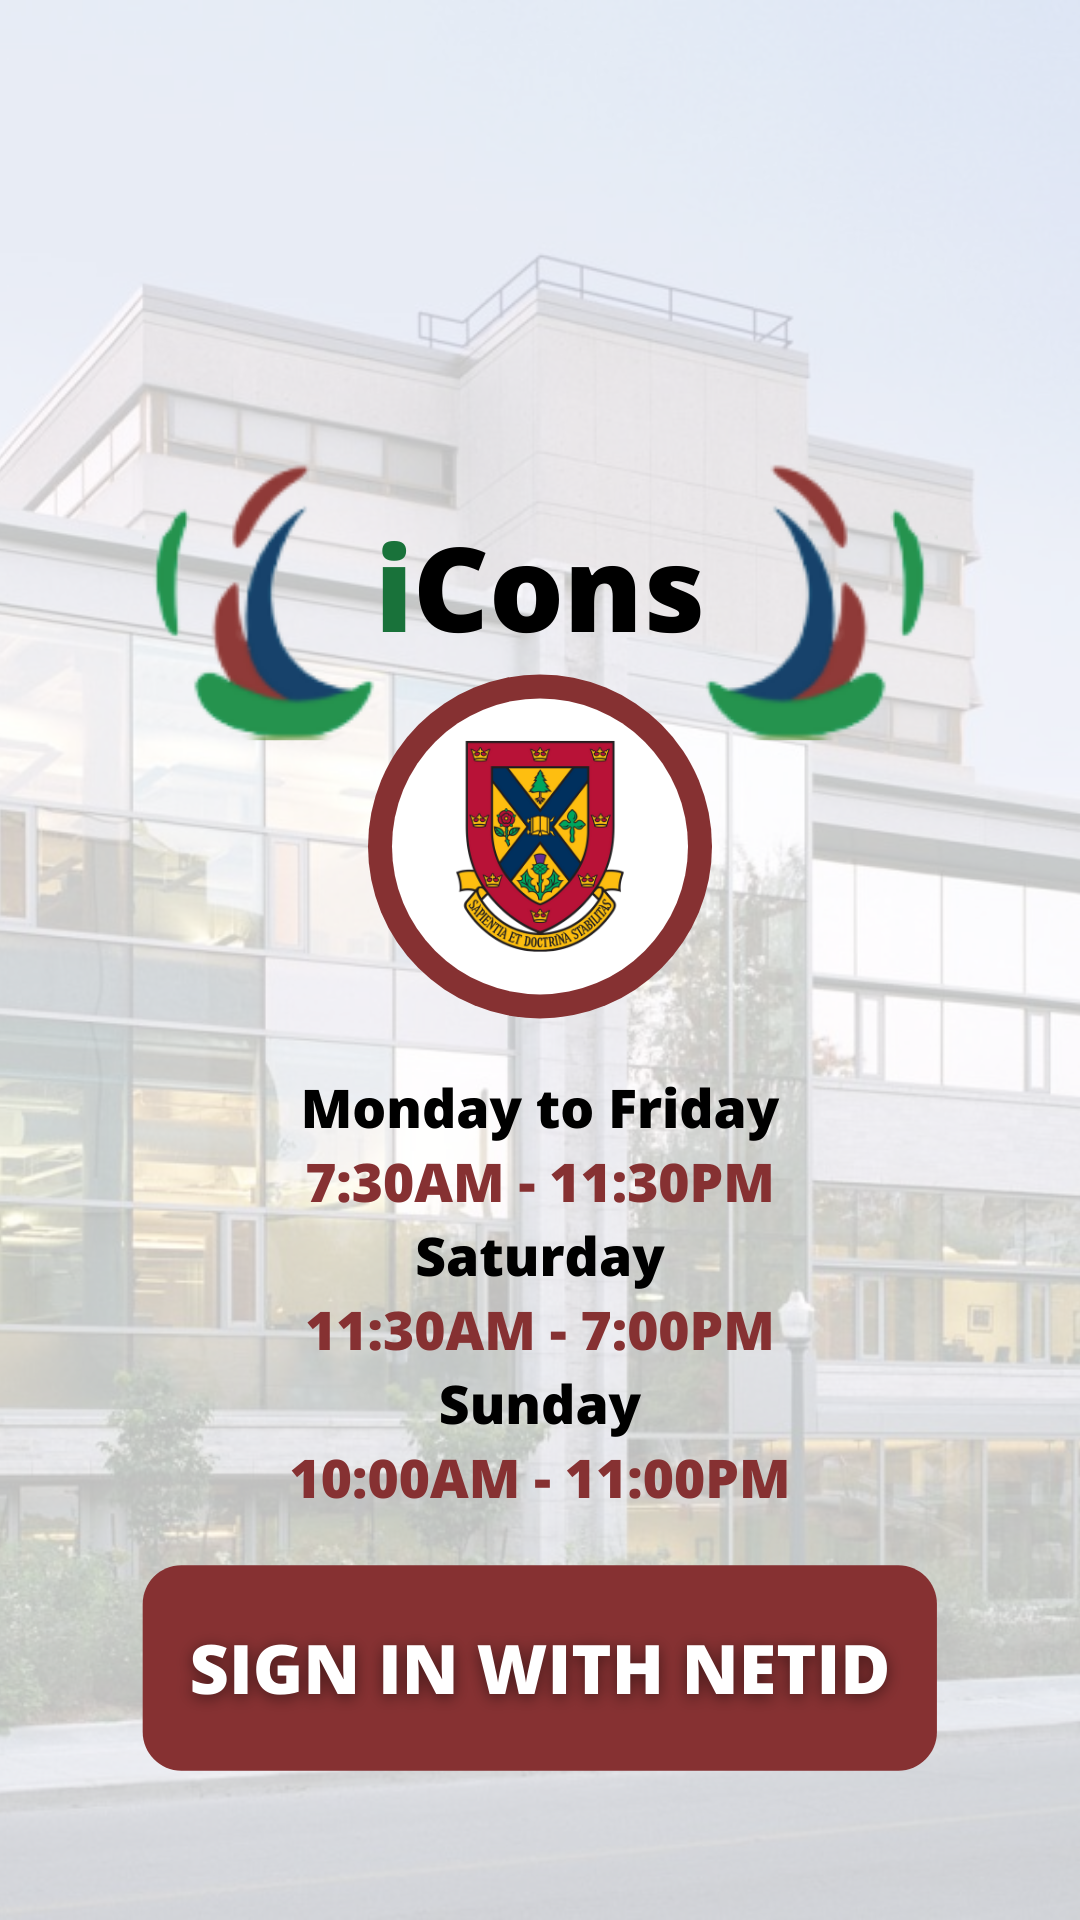 iCons
SAPIENTIA ET DOCTRINA STABILITAS
Monday to Friday
7:30AM - 11:30PM
Saturday
11:30AM - 7:00PM
Sunday
10:00AM - 11:00PM
SIGN IN WITH NETID